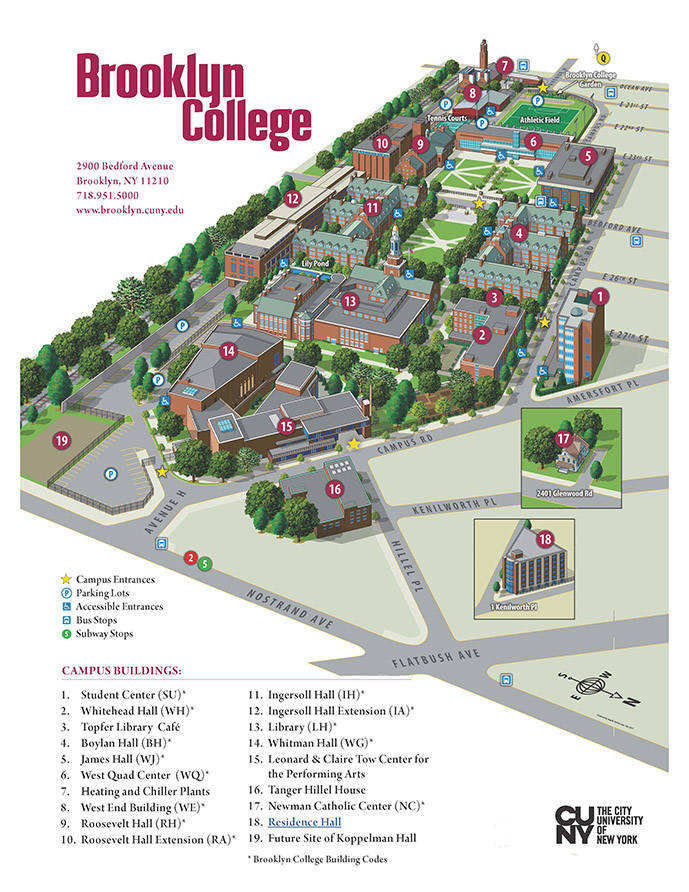 Brooklyn
College
2900 Bedford Avenue
Brooklyn, NY 11210
718.951.5000
www.brooklyn.cuny.edu
Q
Brooklyn College
Garden
OCEAN AVE
E 21ST ST
E 22ND ST
E 23RD ST
BEDFORD AVE
E 26TH ST
E 27TH ST
AMERSFORT PL
CAMPUS RD
CAMPUS RD
KENILWORTH PL
HILLEL PL
AVENUE H
NOSTRAND AVE
FLATBUSH AVE
Tennis Courts
Athletic Field
Lily Pond
7
8
6
5
10
9
11
12
4
13
3
2
1
14
15
16
19
17
2401 Glenwood Rd
18
1 Kenilworth Pl
P
P
P
P
P
P
2
5
Campus Entrances
P Parking Lots
Accessible Entrances
Bus Stops
5 Subway Stops
S
W
E
N
CAMPUS BUILDINGS:
1. Student Center (SU)*
2. Whitehead Hall (WH)*
3. Topfer Library Café
4. Boylan Hall (BH)*
5. James Hall (WJ)*
6. West Quad Center (WQ)*
7. Heating and Chiller Plants
8. West End Building (WE)*
9. Roosevelt Hall (RH)*
10. Roosevelt Hall Extension (RA)*
11. Ingersoll Hall (IH)*
12. Ingersoll Hall Extension (IA)*
13. Library (LH)*
14. Whitman Hall (WG)*
15. Leonard & Claire Tow Center for
the Performing Arts
16. Tanger Hillel House
17. Newman Catholic Center (NC)*
18. Residence Hall
19. Future Site of Koppelman Hall
* Brooklyn College Building Codes
CUNY
THE CITY
UNIVERSITY
OF
NEW YORK